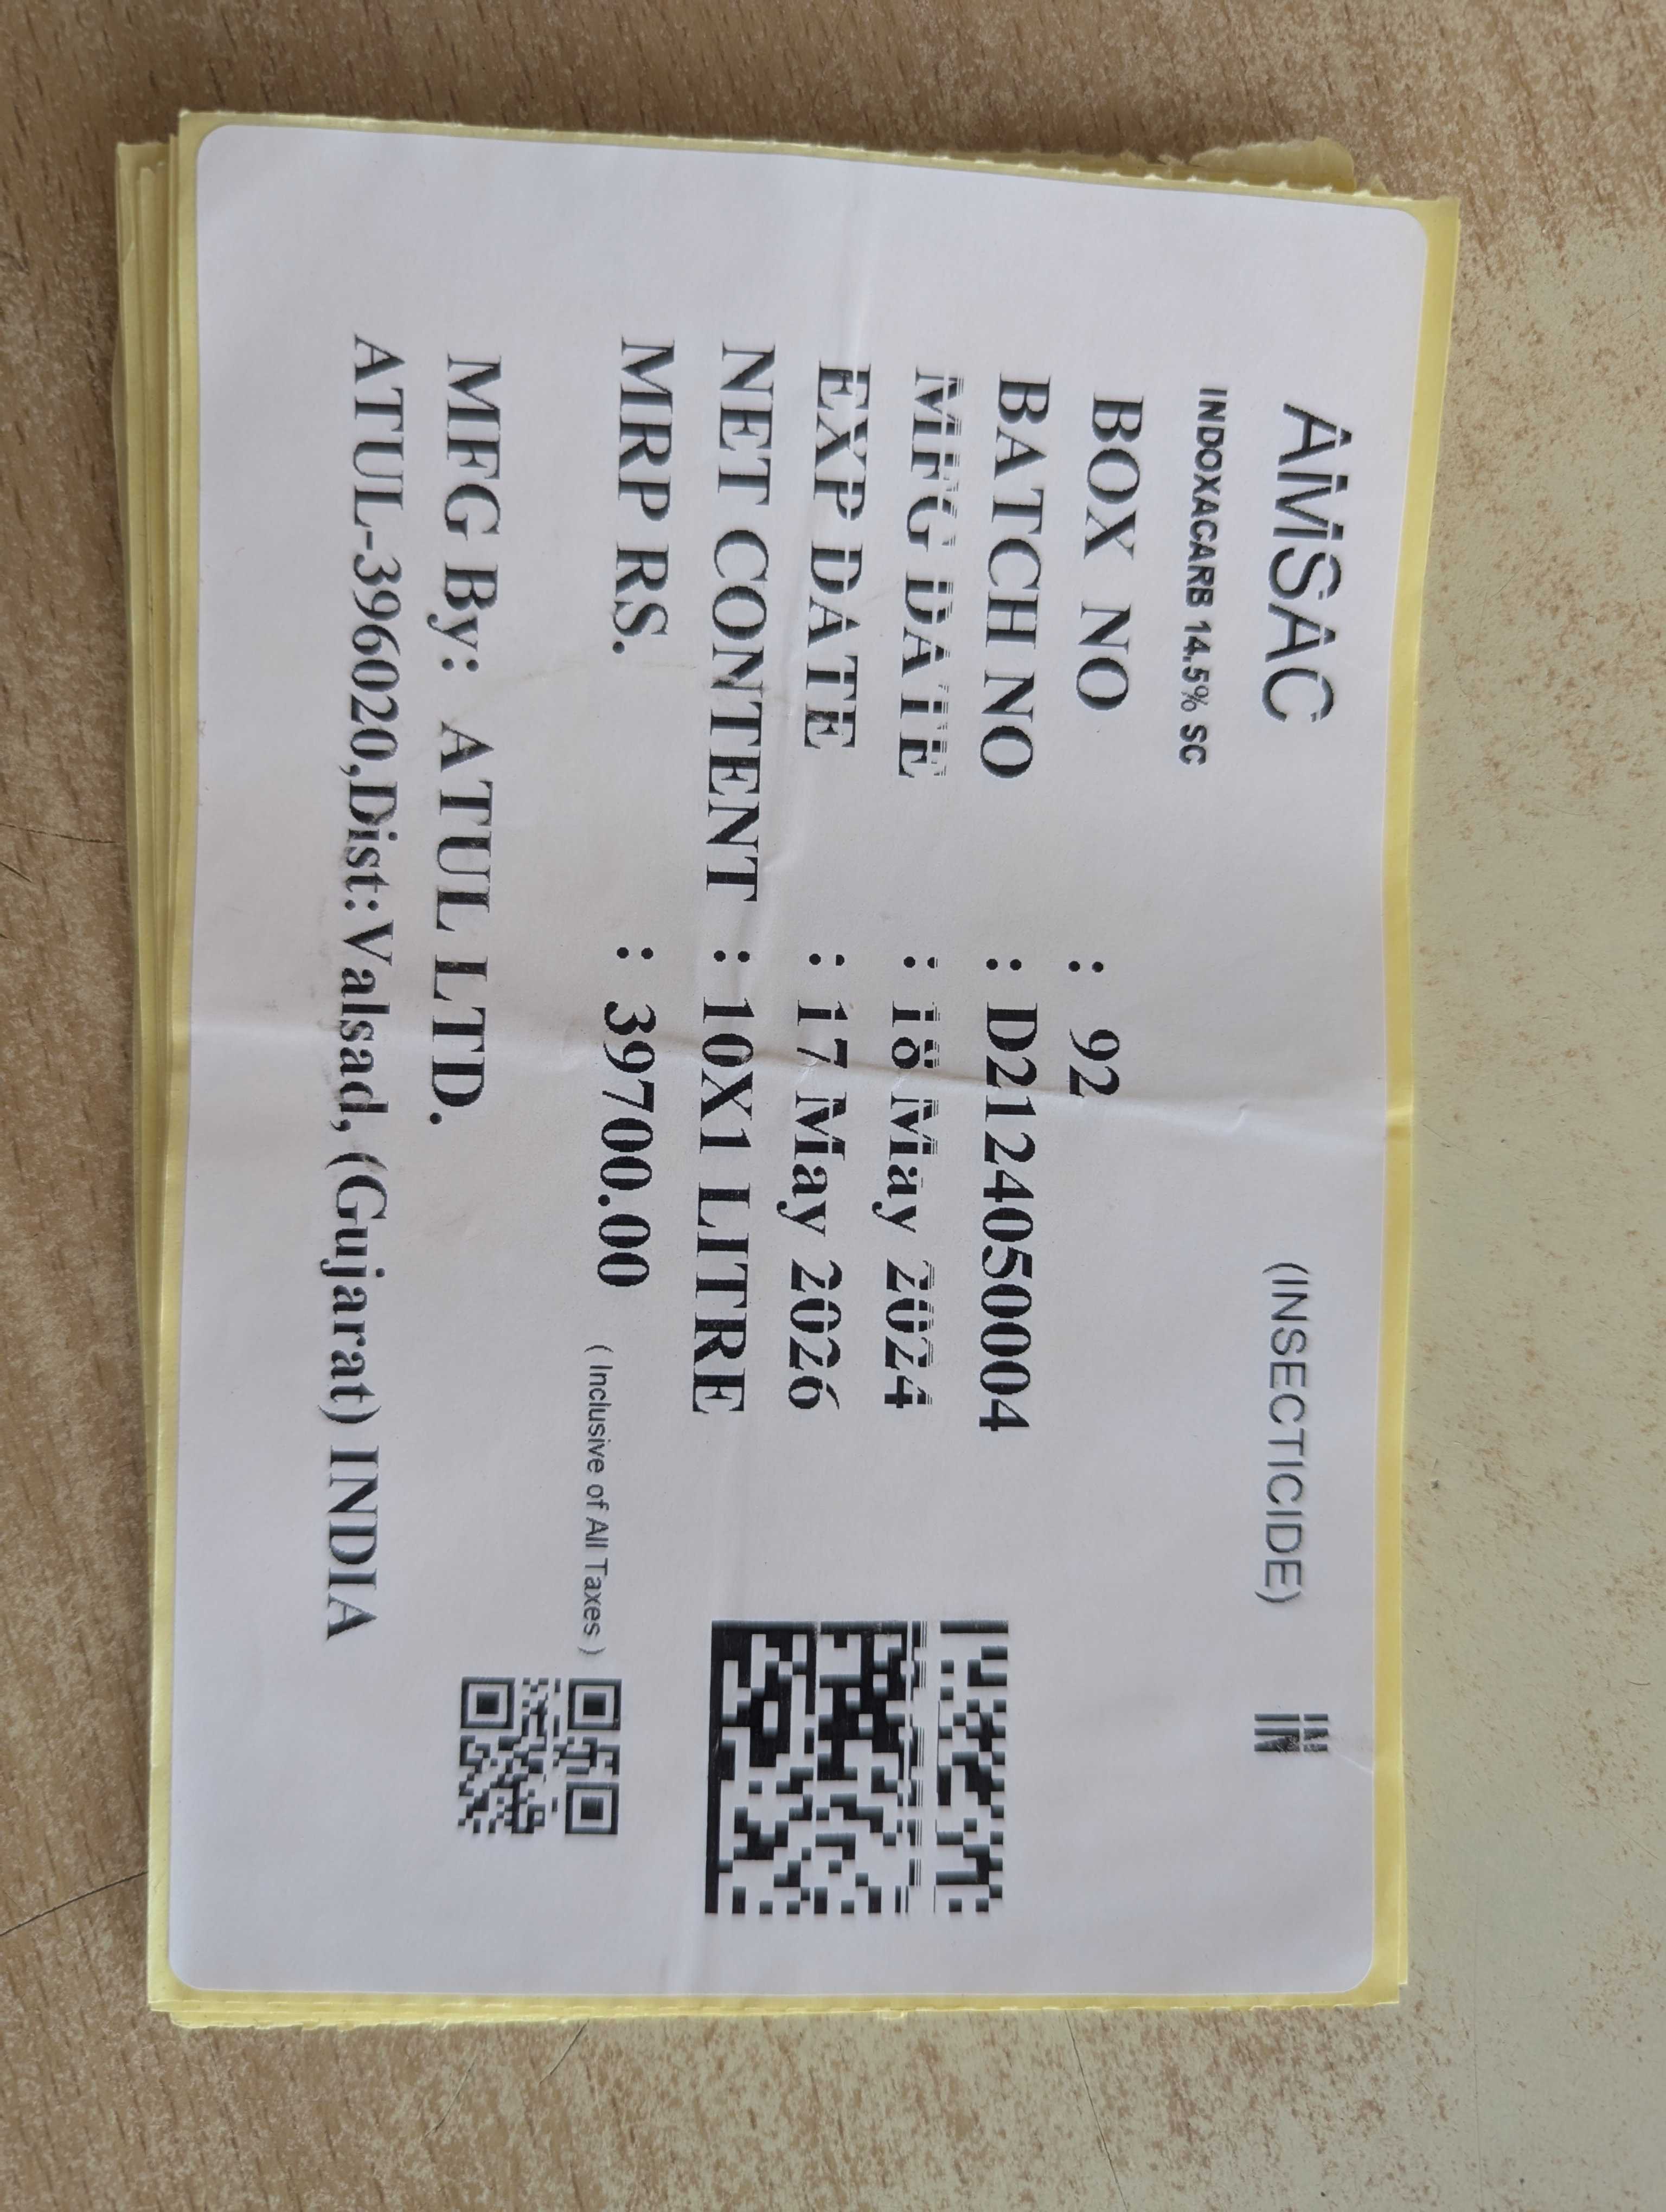 AMSAC (INSECTICIDE) IN
INDOXACARB 14.5% SC
BOX NO : 92
BATCH NO : D2124050004
MFG DATE : 18 May 2024
EXP DATE : 17 May 2026
NET CONTENT : 10X1 LITRE
MRP RS. : 39700.00 ( Inclusive of All Taxes )
MFG By: ATUL LTD.
ATUL-396020,Dist::Valsad, (Gujarat) INDIA